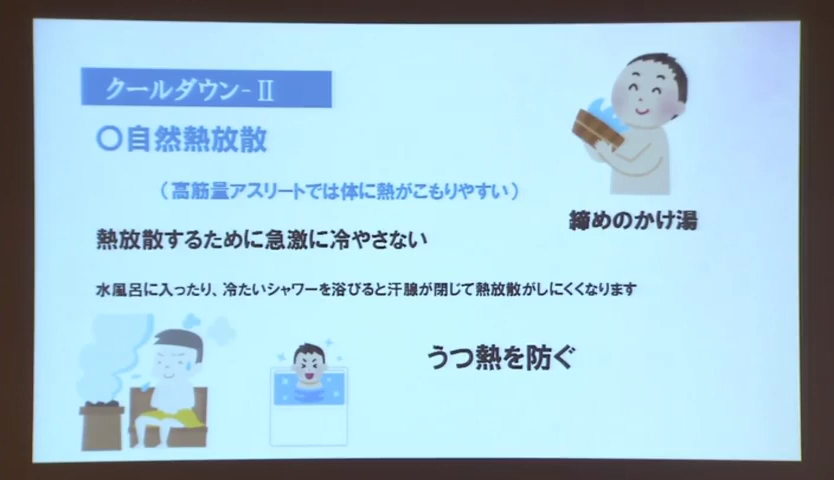 クールダウン-Ⅱ
〇自然熱放散
（高筋量アスリートでは体に熱がこもりやすい）
締めのかけ湯
熱放散するために急激に冷やさない
水風呂に入ったり、冷たいシャワーを浴びると汗腺が閉じて熱放散がしにくくなります
うつ熱を防ぐ